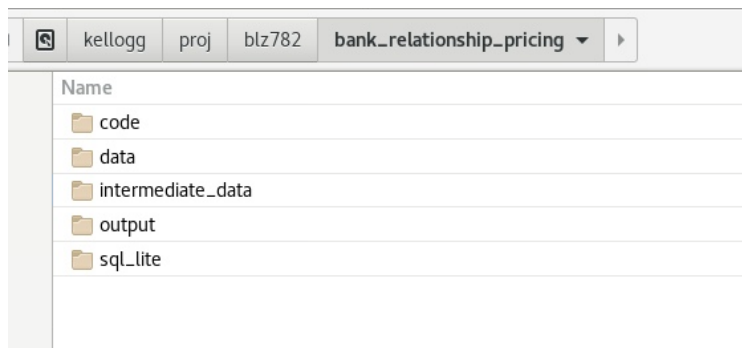 kellogg proj blz782 bank_relationship_pricing
Name
code
data
intermediate_data
output
sql_lite